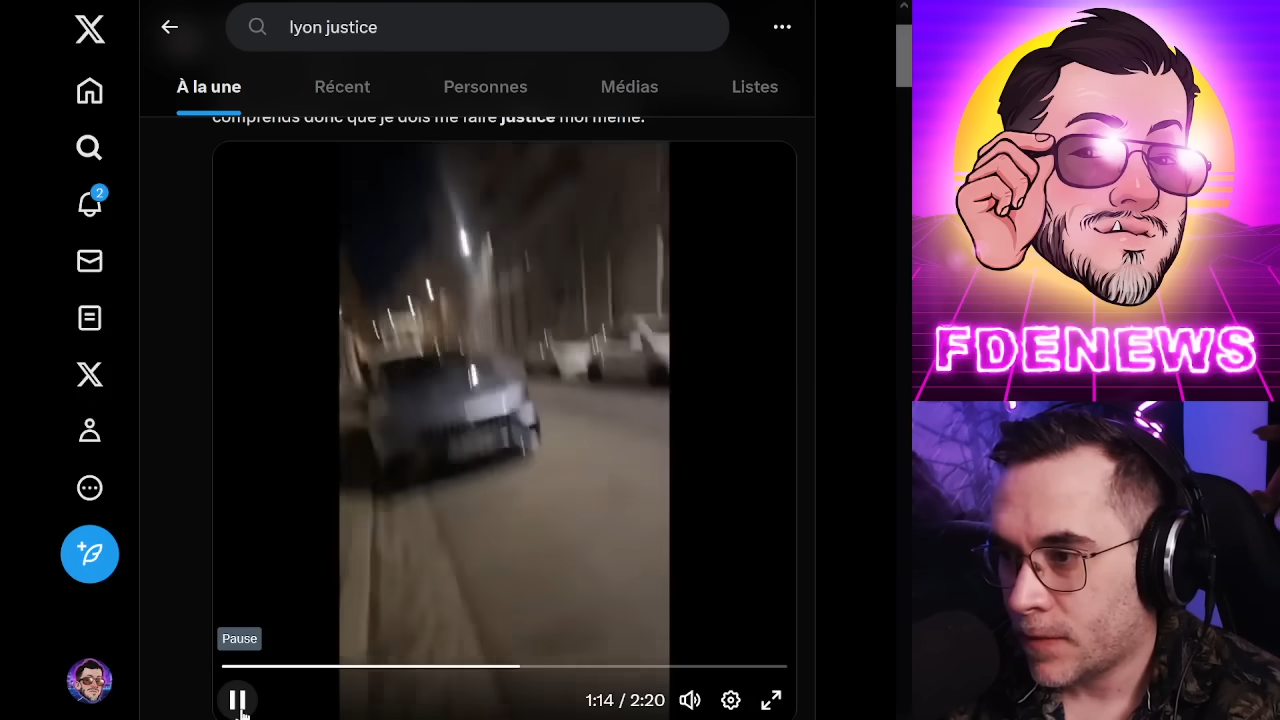 lyon justice
À la une
Récent
Personnes
Médias
Listes
comprends donc que je dois me faire justice moi même.
2
Pause
1:14 / 2:20
FDENEWS